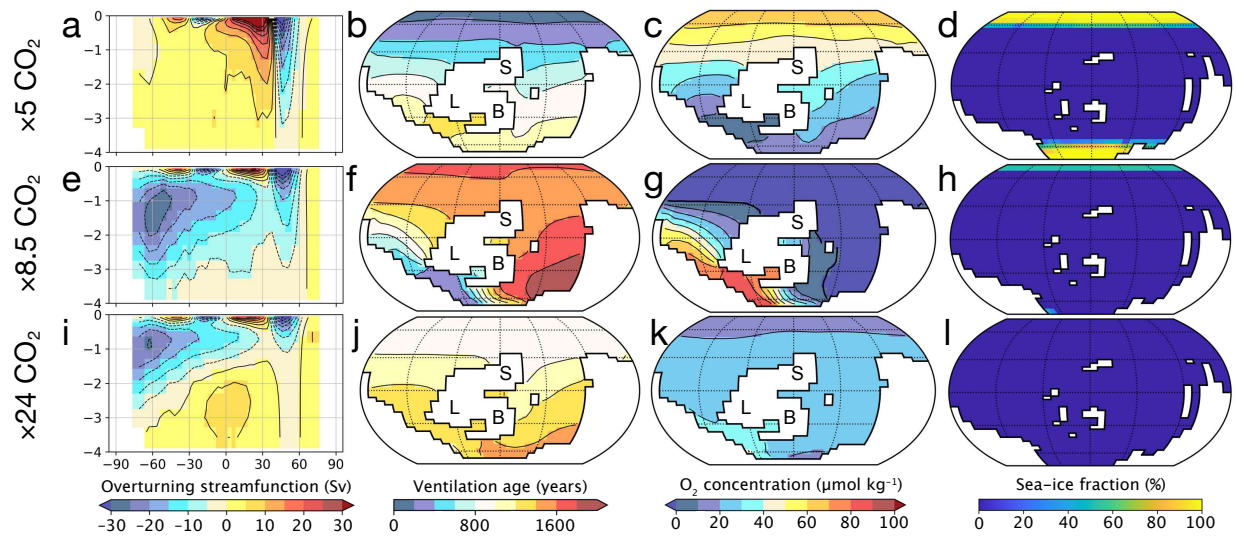 ×5 CO₂
a
b
c
d
0
−1
−2
−3
−4
S
L
B
S
L
B
×8.5 CO₂
e
f
g
h
0
−1
−2
−3
−4
S
L
B
S
L
B
×24 CO₂
i
j
k
l
0
−1
−2
−3
−4
S
L
B
S
L
B
−90 −60 −30 0 30 60 90
Overturning streamfunction (Sv)
−30 −20 −10 0 10 20 30
Ventilation age (years)
0 800 1600
O₂ concentration (μmol kg⁻¹)
0 20 40 60 80 100
Sea-ice fraction (%)
0 20 40 60 80 100